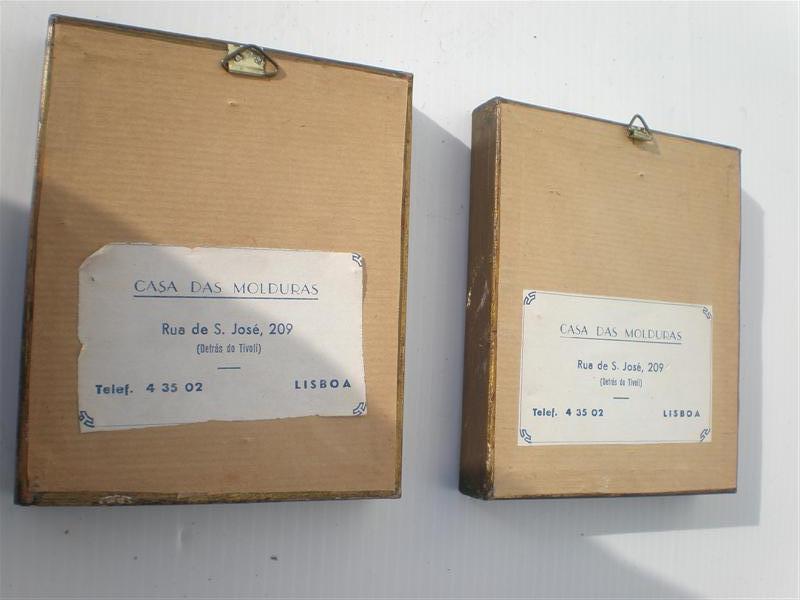 CASA DAS MOLDURAS
Rua de S. José, 209
(Detrás do Tivoli)
Telef. 4 35 02 LISBOA
CASA DAS MOLDURAS
Rua de S. José, 209
(Detrás do Tivoli)
Telef. 4 35 02 LISBOA